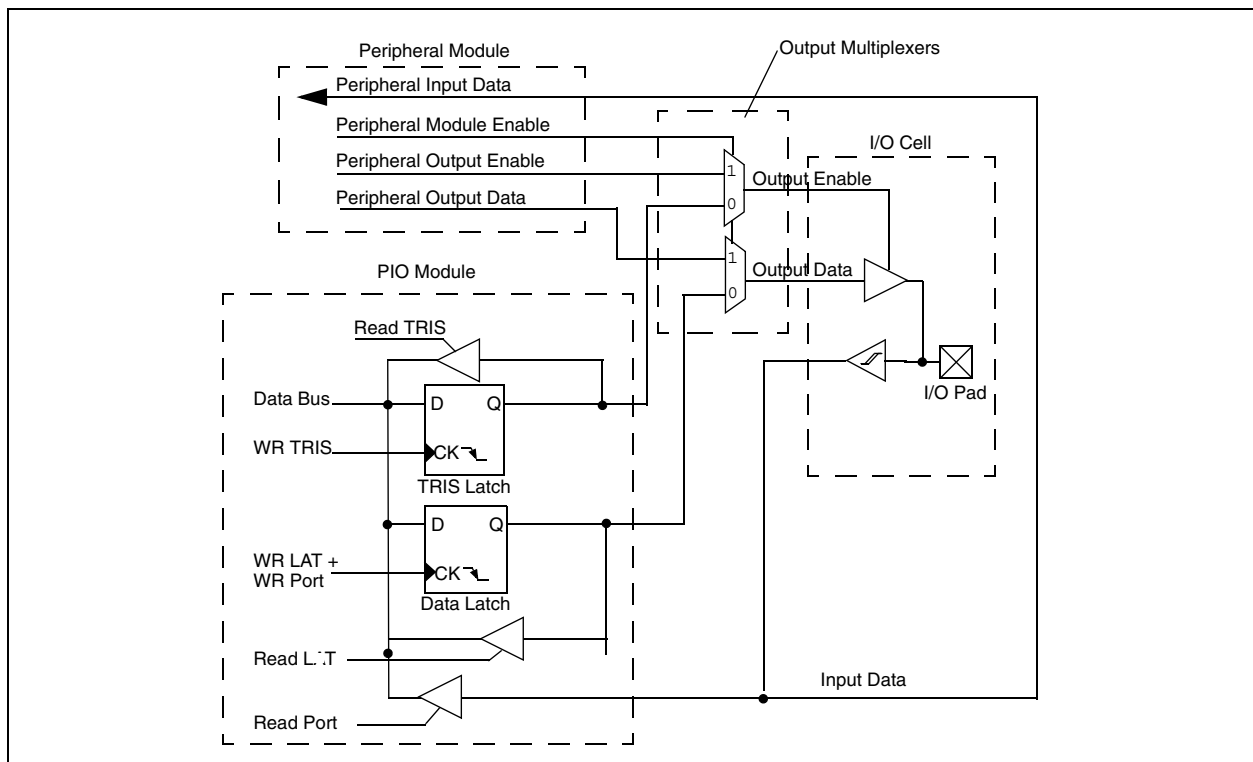 Output Multiplexers
Peripheral Module
Peripheral Input Data
Peripheral Module Enable
Peripheral Output Enable
Peripheral Output Data
I/O Cell
1
Output Enable
0
1
Output Data
0
PIO Module
Read TRIS
I/O Pad
Data Bus
D
Q
WR TRIS
CK
TRIS Latch
D
Q
WR LAT +
WR Port
CK
Data Latch
Read
Input Data
Read Port